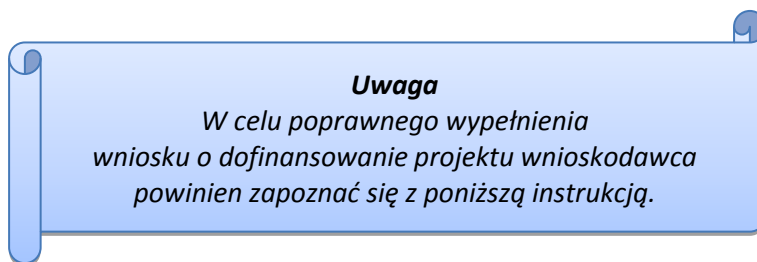 Uwaga
W celu poprawnego wypełnienia
wniosku o dofinansowanie projektu wnioskodawca
powinien zapoznać się z poniższą instrukcją.